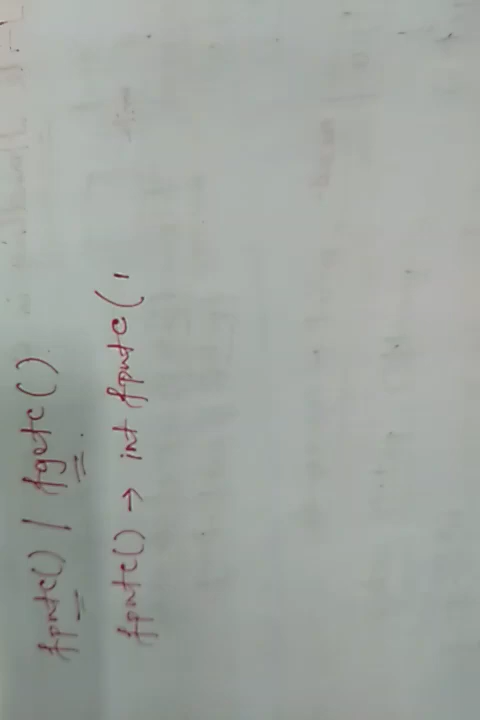 fputc() / fgetc().
fputc() → int fputc(